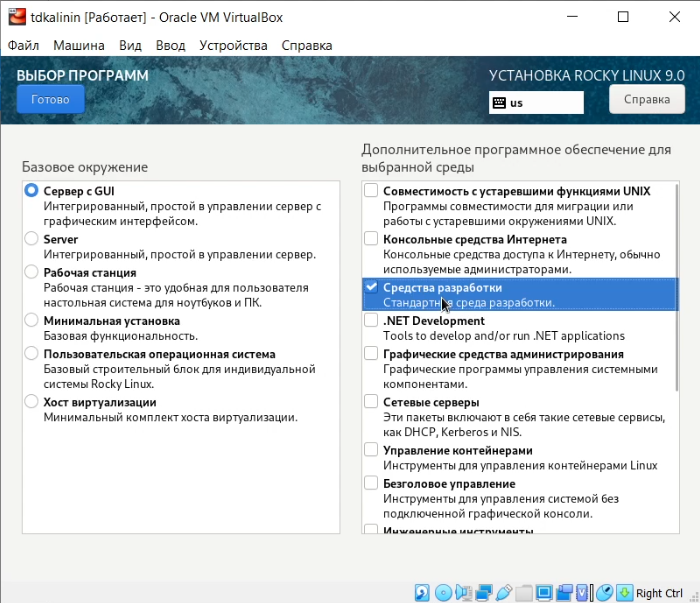 tdkalinin [Работает] - Oracle VM VirtualBox
Файл Машина Вид Ввод Устройства Справка
ВЫБОР ПРОГРАММ
УСТАНОВКА ROCKY LINUX 9.0
Готово
us
Справка
Базовое окружение
Сервер с GUI
Интегрированный, простой в управлении сервер с
графическим интерфейсом.
Server
Интегрированный, простой в управлении сервер.
Рабочая станция
Рабочая станция - это удобная для пользователя
настольная система для ноутбуков и ПК.
Минимальная установка
Базовая функциональность.
Пользовательская операционная система
Базовый строительный блок для индивидуальной
системы Rocky Linux.
Хост виртуализации
Минимальный комплект хоста виртуализации.
Дополнительное программное обеспечение для
выбранной среды
Совместимость с устаревшими функциями UNIX
Программы совместимости для миграции или
работы с устаревшими окружениями UNIX.
Консольные средства Интернета
Консольные средства доступа к Интернету, обычно
используемые администраторами.
Средства разработки
Стандартная среда разработки.
.NET Development
Tools to develop and/or run .NET applications
Графические средства администрирования
Графические программы управления системными
компонентами.
Сетевые серверы
Эти пакеты включают в себя такие сетевые сервисы,
как DHCP, Kerberos и NIS.
Управление контейнерами
Инструменты для управления контейнерами Linux
Безголовое управление
Инструменты для управления системой без
подключенной графической консоли.
Инженерные инструменты
Right Ctrl